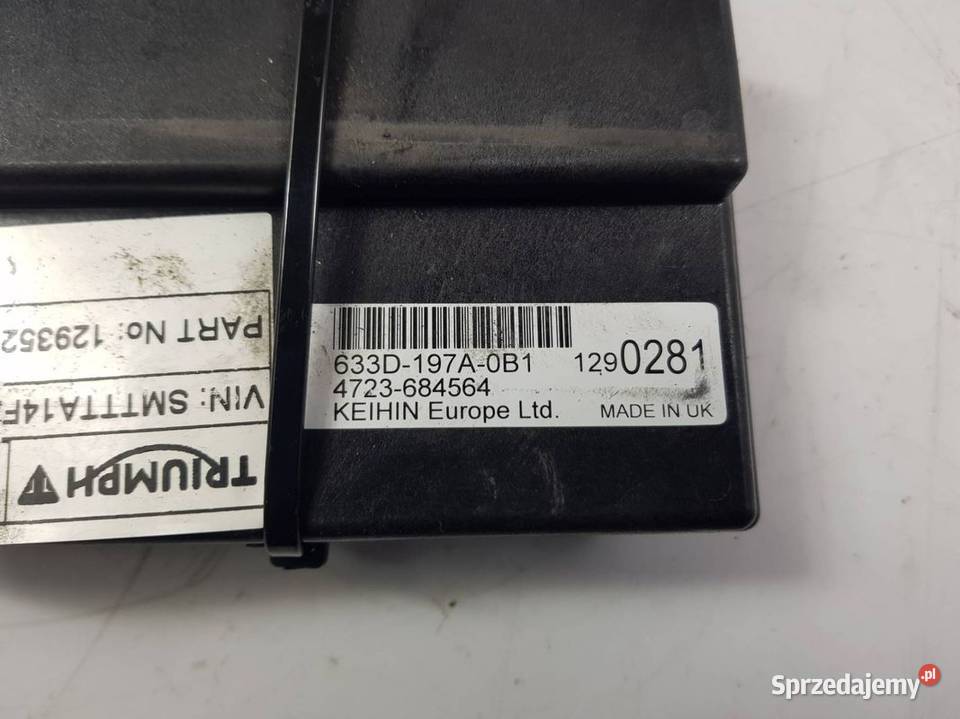 633D-197A-0B1 1290281
4723-684564
KEIHIN Europe Ltd. MADE IN UK
TRIUMPH
VIN: SMTTTA14F
PART No: 129352
Sprzedajemy.pl